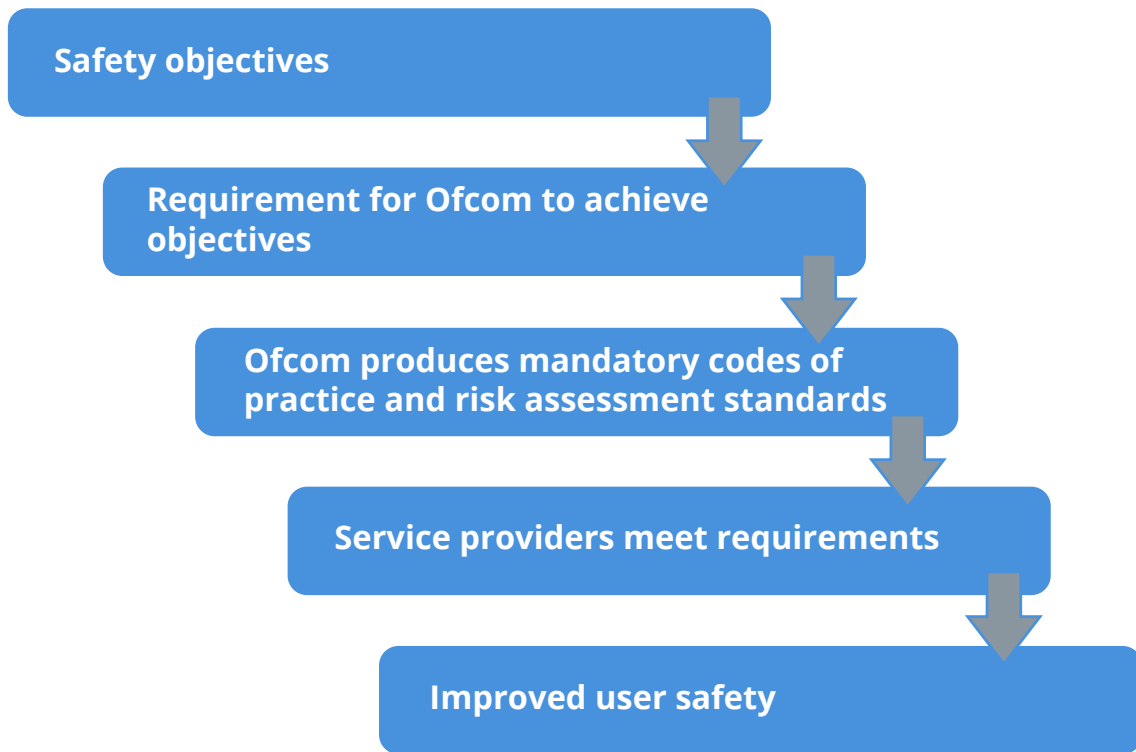 Safety objectives
Requirement for Ofcom to achieve
objectives
Ofcom produces mandatory codes of
practice and risk assessment standards
Service providers meet requirements
Improved user safety